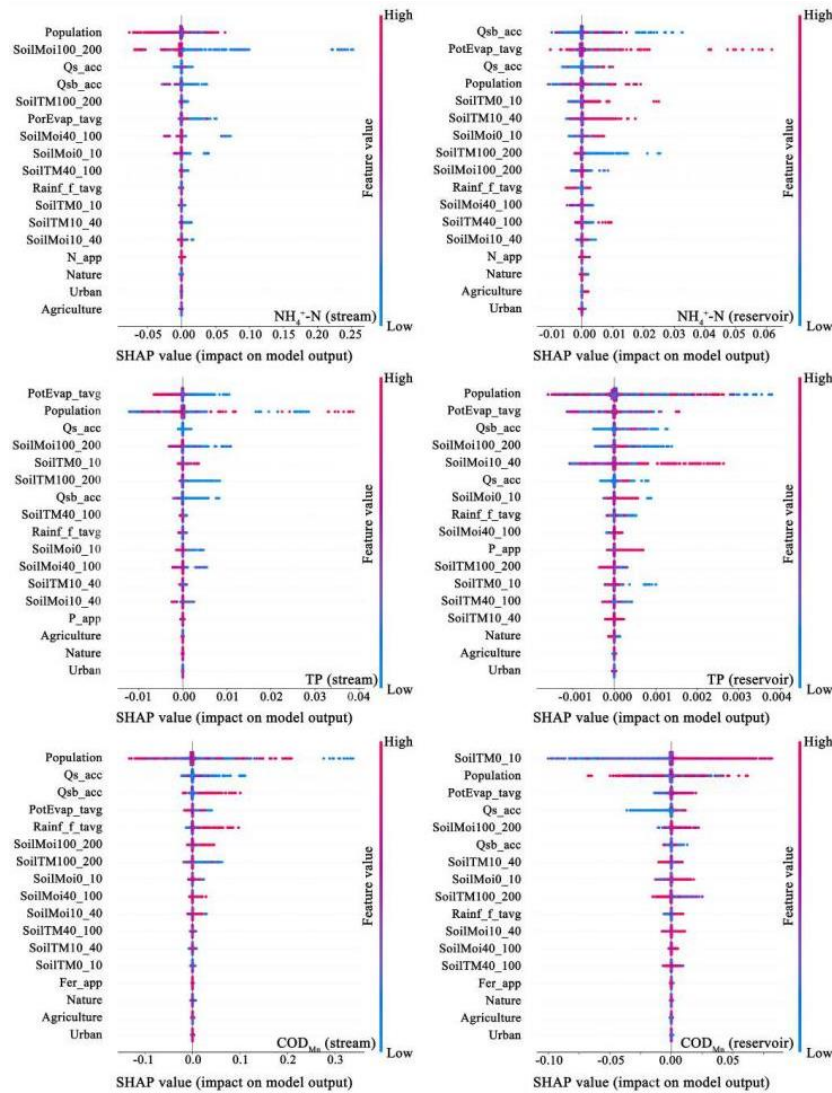 High
Population
SoilMoi100_200
Qs_acc
Qsb_acc
SoilTM100_200
PorEvap_tavg
SoilMoi40_100
SoilMoi0_10
SoilTM40_100
Rainf_f_tavg
SoilTM0_10
SoilTM10_40
SoilMoi10_40
N_app
Nature
Urban
Agriculture
Feature value
NH₄⁺-N (stream)
Low
-0.05 0.00 0.05 0.10 0.15 0.20 0.25
SHAP value (impact on model output)
High
Qsb_acc
PotEvap_tavg
Qs_acc
Population
SoilTM0_10
SoilTM10_40
SoilMoi0_10
SoilTM100_200
SoilMoi100_200
Rainf_f_tavg
SoilMoi40_100
SoilTM40_100
SoilMoi10_40
N_app
Nature
Agriculture
Urban
Feature value
NH₄⁺-N (reservoir)
Low
-0.01 0.00 0.01 0.02 0.03 0.04 0.05 0.06
SHAP value (impact on model output)
High
PotEvap_tavg
Population
Qs_acc
SoilMoi100_200
SoilTM0_10
SoilTM100_200
Qsb_acc
SoilTM40_100
Rainf_f_tavg
SoilMoi0_10
SoilMoi40_100
SoilTM10_40
SoilMoi10_40
P_app
Agriculture
Nature
Urban
Feature value
TP (stream)
Low
-0.01 0.00 0.01 0.02 0.03 0.04
SHAP value (impact on model output)
High
Population
PotEvap_tavg
Qsb_acc
SoilMoi100_200
SoilMoi10_40
Qs_acc
SoilMoi0_10
Rainf_f_tavg
SoilMoi40_100
P_app
SoilTM100_200
SoilTM0_10
SoilTM40_100
SoilTM10_40
Nature
Agriculture
Urban
Feature value
TP (reservoir)
Low
-0.001 0.000 0.001 0.002 0.003 0.004
SHAP value (impact on model output)
High
Population
Qs_acc
Qsb_acc
PotEvap_tavg
Rainf_f_tavg
SoilMoi100_200
SoilTM100_200
SoilMoi0_10
SoilMoi40_100
SoilMoi10_40
SoilTM40_100
SoilTM10_40
SoilTM0_10
Fer_app
Nature
Agriculture
Urban
Feature value
COD_Mn (stream)
Low
-0.1 0.0 0.1 0.2 0.3
SHAP value (impact on model output)
High
SoilTM0_10
Population
PotEvap_tavg
Qs_acc
SoilMoi100_200
Qsb_acc
SoilTM10_40
SoilMoi0_10
SoilTM100_200
Rainf_f_tavg
SoilMoi10_40
SoilMoi40_100
SoilTM40_100
Fer_app
Nature
Agriculture
Urban
Feature value
COD_Mn (reservoir)
Low
-0.10 -0.05 0.00 0.05
SHAP value (impact on model output)